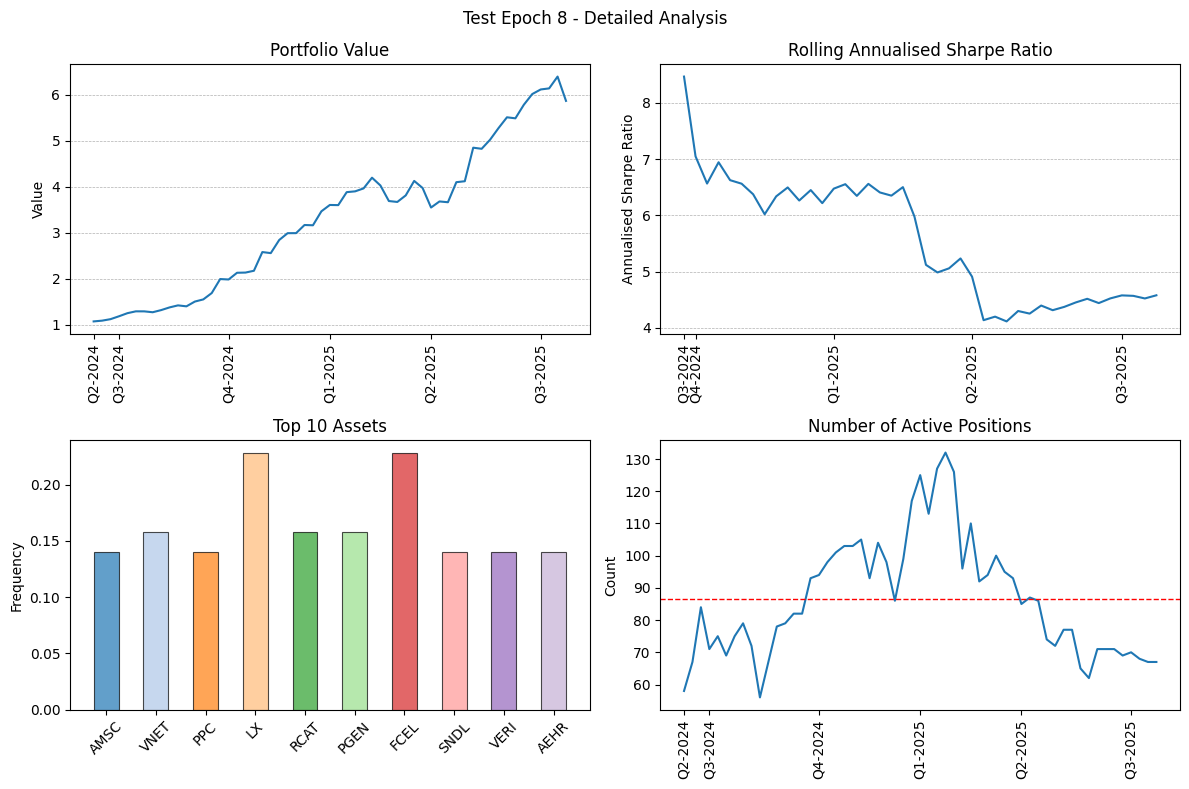 Test Epoch 8 - Detailed Analysis
Portfolio Value
Value
6
5
4
3
2
1
Q2-2024
Q3-2024
Q4-2024
Q1-2025
Q2-2025
Q3-2025
Rolling Annualised Sharpe Ratio
Annualised Sharpe Ratio
8
7
6
5
4
Q3-2024
Q4-2024
Q1-2025
Q2-2025
Q3-2025
Top 10 Assets
Frequency
0.20
0.15
0.10
0.05
0.00
AMSC
VNET
PPC
LX
RCAT
PGEN
FCEL
SNDL
VERI
AEHR
Number of Active Positions
Count
130
120
110
100
90
80
70
60
Q2-2024
Q3-2024
Q4-2024
Q1-2025
Q2-2025
Q3-2025